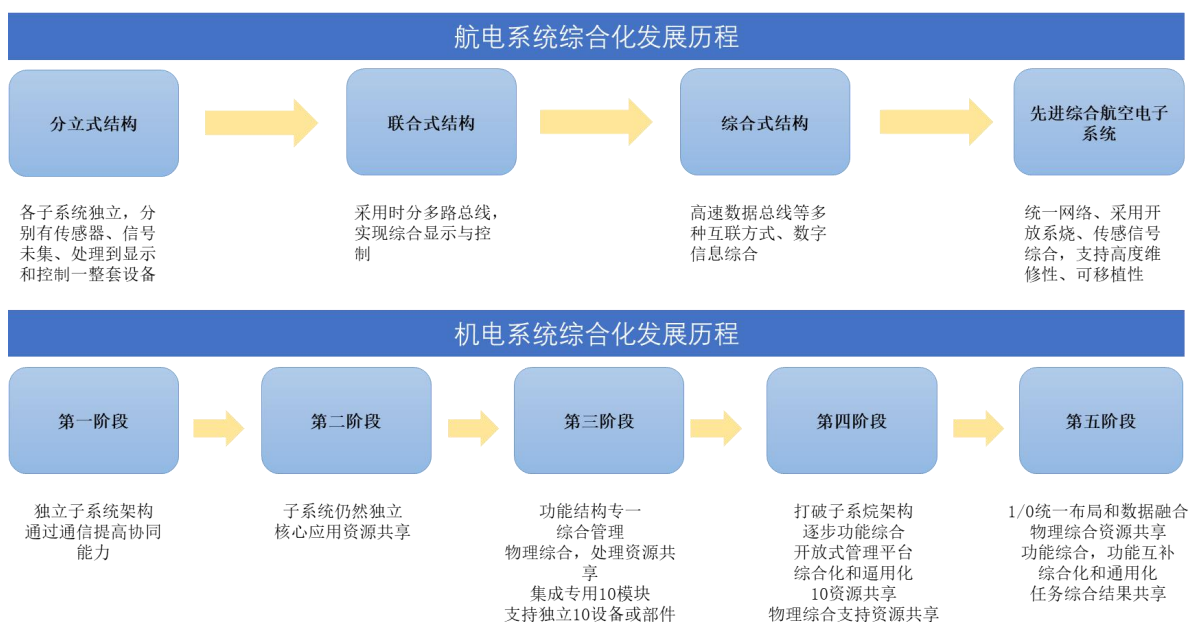 航电系统综合化发展历程
分立式结构
联合式结构
综合式结构
先进综合航空电子
系统
各子系统独立，分
别有传感器、信号
未集、处理到显示
和控制一整套设备
采用时分多路总线，
实现综合显示与控
制
高速数据总线等多
种互联方式、数字
信息综合
统一网络、采用开
放系烧、传感信号
综合，支持高度维
修性、可移植性
机电系统综合化发展历程
第一阶段
第二阶段
第三阶段
第四阶段
第五阶段
独立子系统架构
通过通信提高协同
能力
子系统仍然独立
核心应用资源共享
功能结构专一
综合管理
物理综合，处理资源共
享
集成专用10模块
支持独立10设备或部件
打破子系烷架构
逐步功能综合
开放式管理平台
综合化和逼用化
10资源共享
物理综合支持资源共享
1/0统一布局和数据融合
物理综合资源共享
功能综合，功能互补
综合化和通用化
任务综合结果共享